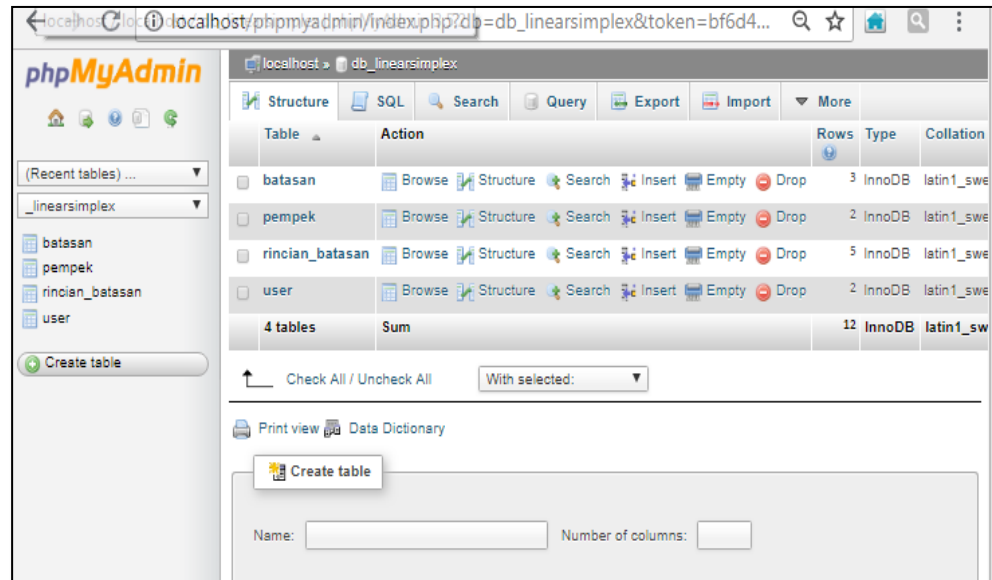 localhost/phpmyadmin/index.php?db=db_linearsimplex&token=bf6d4...
phpMyAdmin
(Recent tables) ...
_linearsimplex
batasan
pempek
rincian_batasan
user
Create table
localhost » db_linearsimplex
Structure SQL Search Query Export Import More
Table Action Rows Type Collation
batasan Browse Structure Search Insert Empty Drop 3 InnoDB latin1_swe
pempek Browse Structure Search Insert Empty Drop 2 InnoDB latin1_swe
rincian_batasan Browse Structure Search Insert Empty Drop 5 InnoDB latin1_swe
user Browse Structure Search Insert Empty Drop 2 InnoDB latin1_swe
4 tables Sum 12 InnoDB latin1_sw
Check All / Uncheck All With selected:
Print view Data Dictionary
Create table
Name: Number of columns: